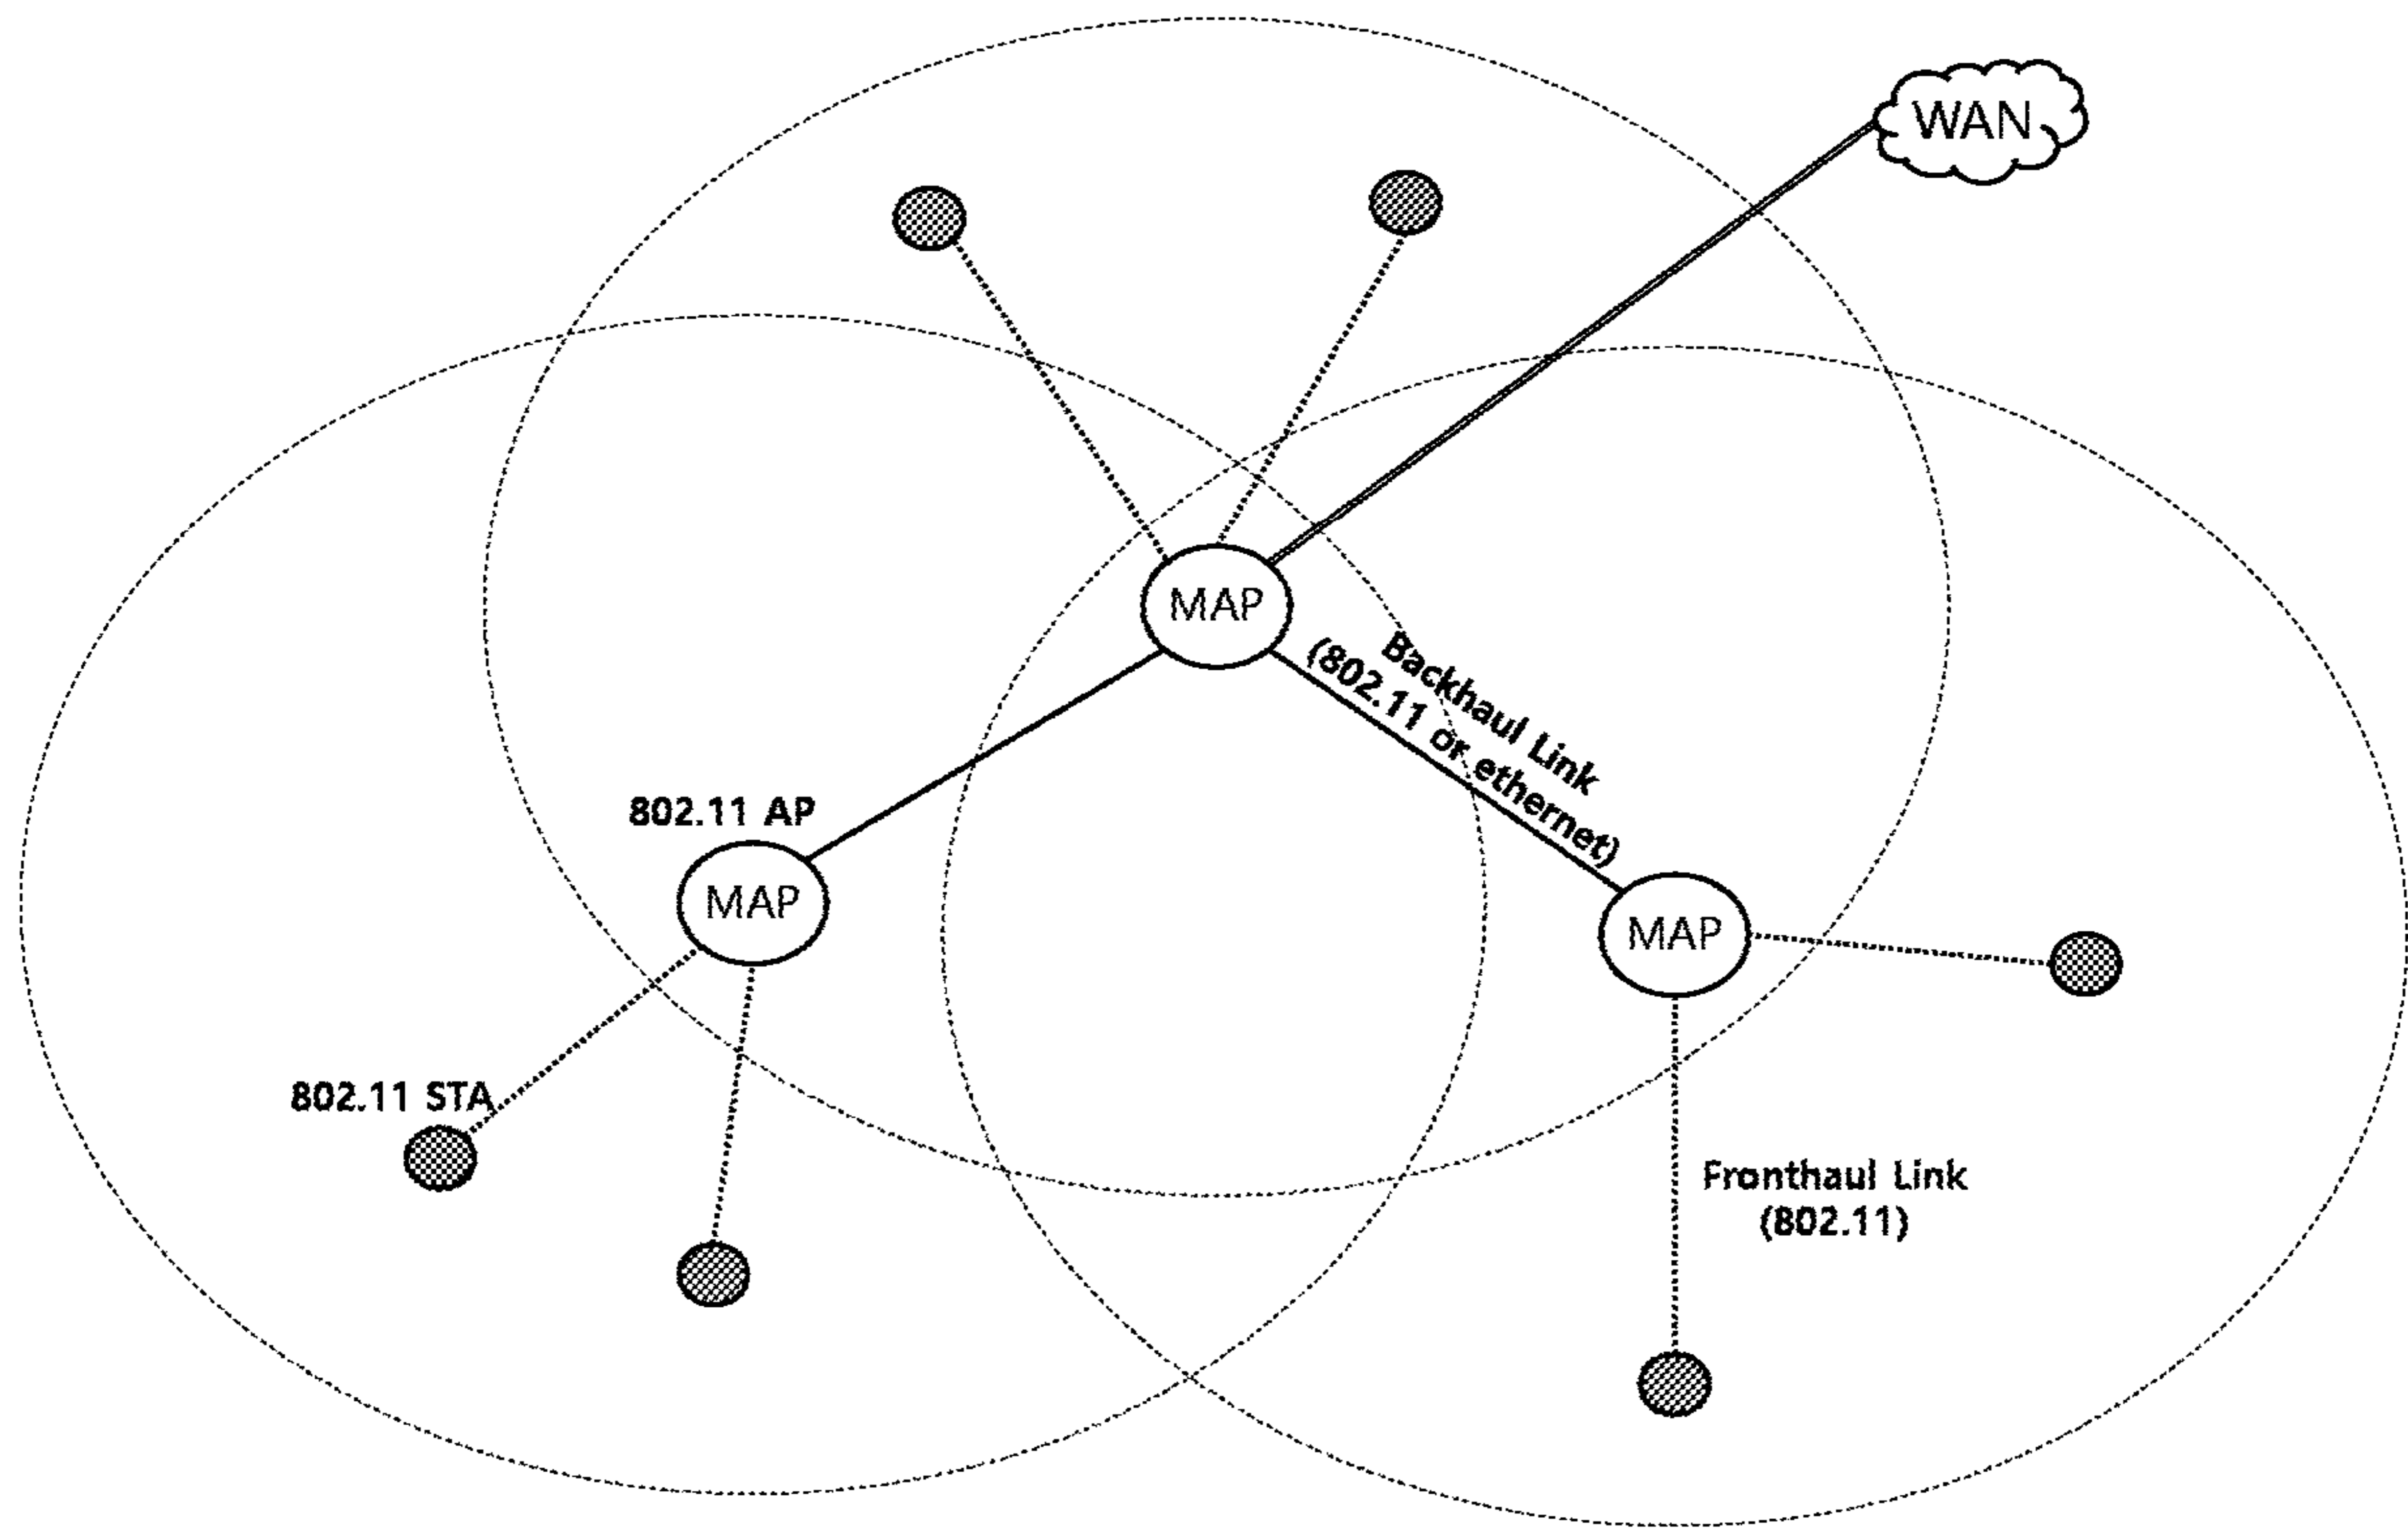 WAN
MAP
Backhaul Link
(802.11 or ethernet)
802.11 AP
MAP
MAP
802.11 STA
Fronthaul Link
(802.11)